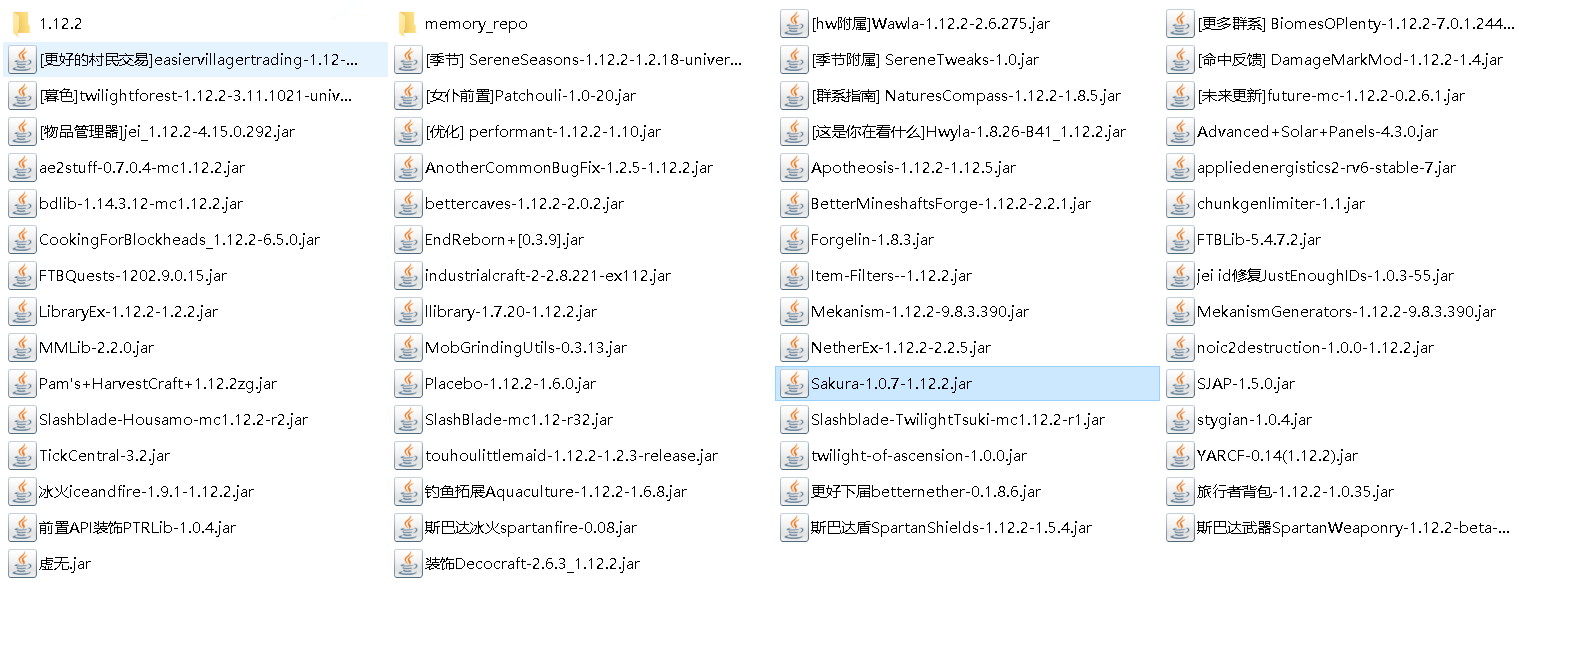 1.12.2
memory_repo
[hw附属]Wawla-1.12.2-2.6.275.jar
[更多群系] BiomesOPlenty-1.12.2-7.0.1.244...
[更好的村民交易]easiervillagertrading-1.12-...
[季节] SereneSeasons-1.12.2-1.2.18-univer...
[季节附属] SereneTweaks-1.0.jar
[命中反馈] DamageMarkMod-1.12.2-1.4.jar
[暮色]twilightforest-1.12.2-3.11.1021-univ...
[女仆前置]Patchouli-1.0-20.jar
[群系指南] NaturesCompass-1.12.2-1.8.5.jar
[未来更新]future-mc-1.12.2-0.2.6.1.jar
[物品管理器]jei_1.12.2-4.15.0.292.jar
[优化] performant-1.12.2-1.10.jar
[这是你在看什么]Hwyla-1.8.26-B41_1.12.2.jar
Advanced+Solar+Panels-4.3.0.jar
ae2stuff-0.7.0.4-mc1.12.2.jar
AnotherCommonBugFix-1.2.5-1.12.2.jar
Apotheosis-1.12.2-1.12.5.jar
appliedenergistics2-rv6-stable-7.jar
bdlib-1.14.3.12-mc1.12.2.jar
bettercaves-1.12.2-2.0.2.jar
BetterMineshaftsForge-1.12.2-2.2.1.jar
chunkgenlimiter-1.1.jar
CookingForBlockheads_1.12.2-6.5.0.jar
EndReborn+[0.3.9].jar
Forgelin-1.8.3.jar
FTBLib-5.4.7.2.jar
FTBQuests-1202.9.0.15.jar
industrialcraft-2-2.8.221-ex112.jar
Item-Filters--1.12.2.jar
jei id修复JustEnoughIDs-1.0.3-55.jar
LibraryEx-1.12.2-1.2.2.jar
llibrary-1.7.20-1.12.2.jar
Mekanism-1.12.2-9.8.3.390.jar
MekanismGenerators-1.12.2-9.8.3.390.jar
MMLib-2.2.0.jar
MobGrindingUtils-0.3.13.jar
NetherEx-1.12.2-2.2.5.jar
noic2destruction-1.0.0-1.12.2.jar
Pam's+HarvestCraft+1.12.2zg.jar
Placebo-1.12.2-1.6.0.jar
Sakura-1.0.7-1.12.2.jar
SJAP-1.5.0.jar
Slashblade-Housamo-mc1.12.2-r2.jar
SlashBlade-mc1.12-r32.jar
Slashblade-TwilightTsuki-mc1.12.2-r1.jar
stygian-1.0.4.jar
TickCentral-3.2.jar
touhoulittlemaid-1.12.2-1.2.3-release.jar
twilight-of-ascension-1.0.0.jar
YARCF-0.14(1.12.2).jar
冰火iceandfire-1.9.1-1.12.2.jar
钓鱼拓展Aquaculture-1.12.2-1.6.8.jar
更好下届betternether-0.1.8.6.jar
旅行者背包-1.12.2-1.0.35.jar
前置API装饰PTRLib-1.0.4.jar
斯巴达冰火spartanfire-0.08.jar
斯巴达盾SpartanShields-1.12.2-1.5.4.jar
斯巴达武器SpartanWeaponry-1.12.2-beta-...
虚无.jar
装饰Decocraft-2.6.3_1.12.2.jar